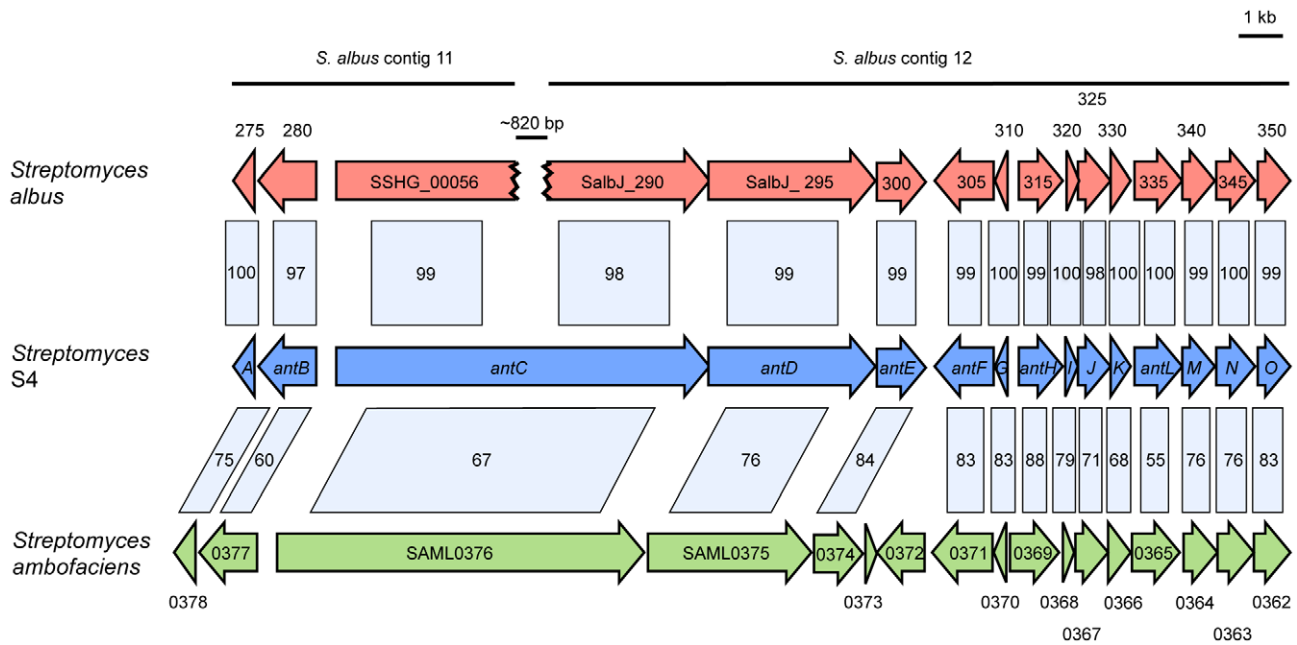 1 kb
S. albus contig 11
S. albus contig 12
325
275 280 ~820 bp 310 320 330 340 350
Streptomyces
albus
SSHG_00056 SalbJ_290 SalbJ_ 295 300 305 315 335 345
100 97 99 98 99 99 99 100 99 100 98 100 100 99 100 99
Streptomyces
S4
A antB antC antD antE antF G antH I J K antL M N O
75 60 67 76 84 83 83 88 79 71 68 55 76 76 83
Streptomyces
ambofaciens
0377 SAML0376 SAML0375 0374 0372 0371 0369 0365
0378 0373 0370 0368 0366 0364 0362
0367 0363